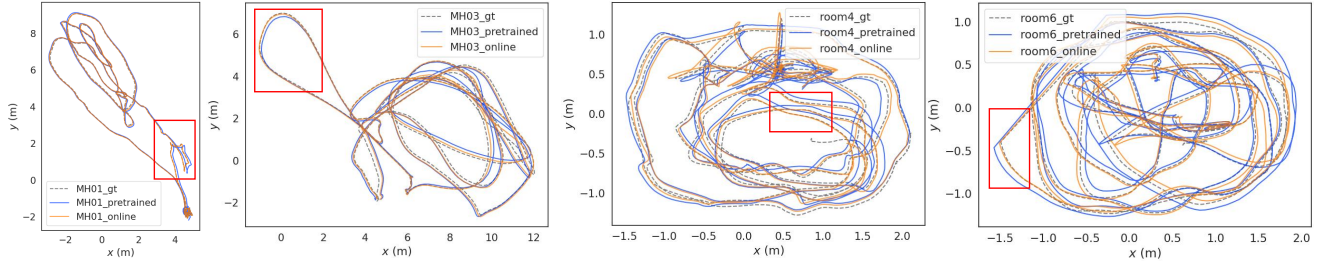 8
6
4
2
0
−2
y (m)
MH01_gt
MH01_pretrained
MH01_online
−2 0 2 4
x (m)
6
4
2
0
−2
y (m)
MH03_gt
MH03_pretrained
MH03_online
0 2 4 6 8 10 12
x (m)
1.0
0.5
0.0
−0.5
−1.0
y (m)
room4_gt
room4_pretrained
room4_online
−1.5 −1.0 −0.5 0.0 0.5 1.0 1.5 2.0
x (m)
1.0
0.5
0.0
−0.5
−1.0
y (m)
room6_gt
room6_pretrained
room6_online
−1.5 −1.0 −0.5 0.0 0.5 1.0 1.5 2.0
x (m)